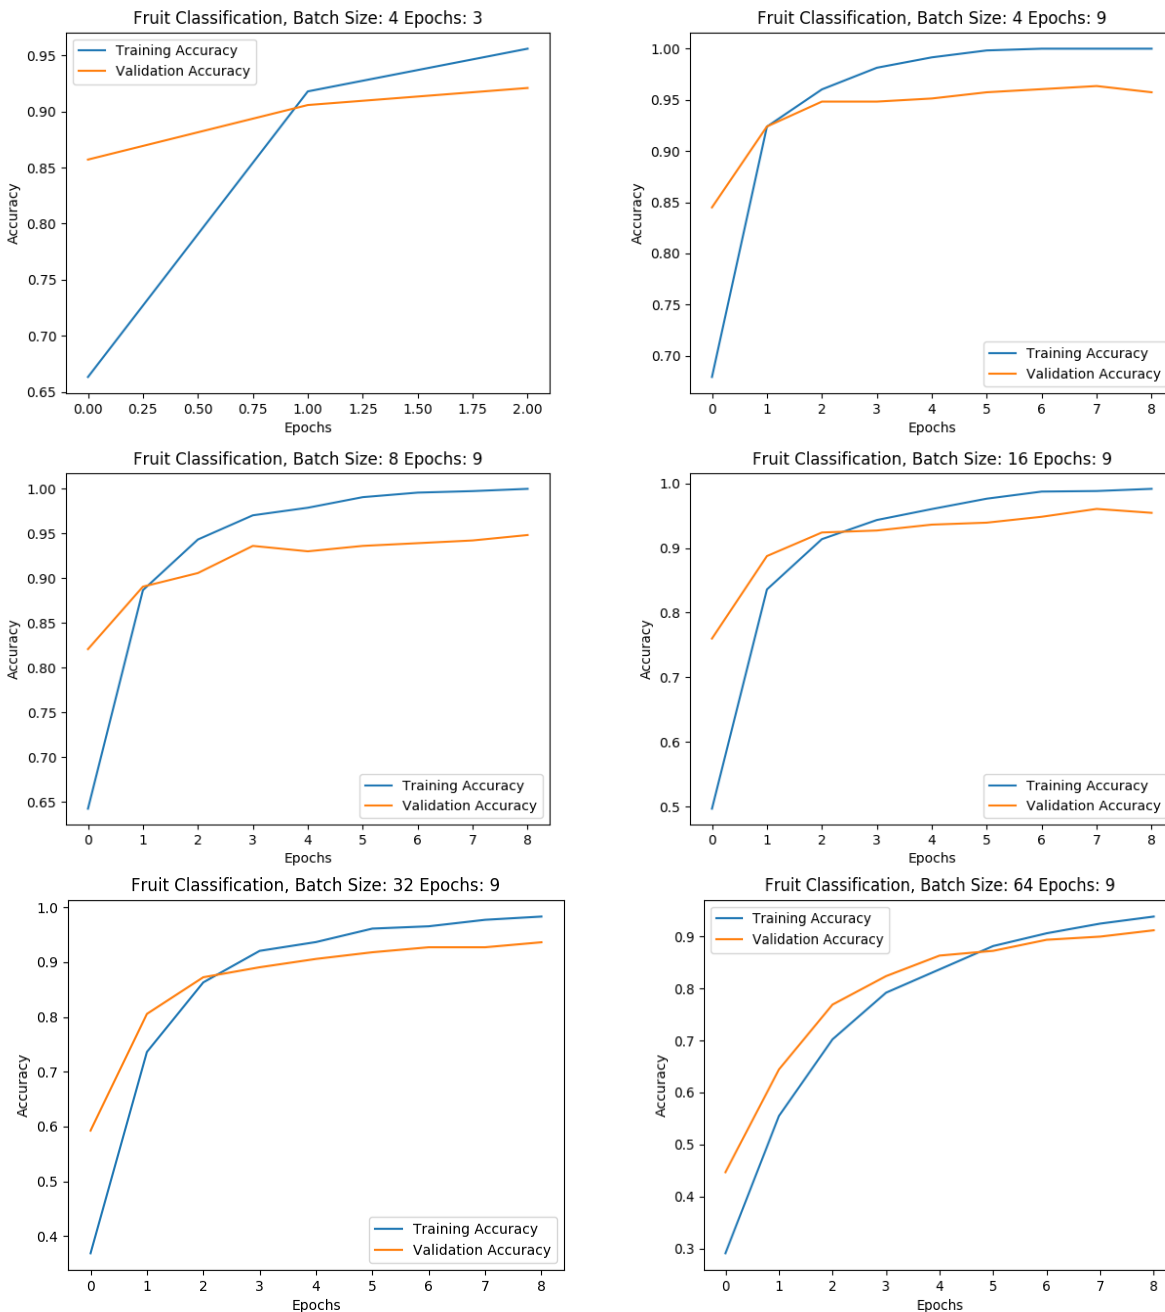 Fruit Classification, Batch Size: 4 Epochs: 3
Training Accuracy
Validation Accuracy
0.95
0.90
0.85
0.80
0.75
0.70
0.65
Accuracy
0.00 0.25 0.50 0.75 1.00 1.25 1.50 1.75 2.00
Epochs
Fruit Classification, Batch Size: 4 Epochs: 9
1.00
0.95
0.90
0.85
0.80
0.75
0.70
Accuracy
Training Accuracy
Validation Accuracy
0 1 2 3 4 5 6 7 8
Epochs
Fruit Classification, Batch Size: 8 Epochs: 9
1.00
0.95
0.90
0.85
0.80
0.75
0.70
0.65
Accuracy
Training Accuracy
Validation Accuracy
0 1 2 3 4 5 6 7 8
Epochs
Fruit Classification, Batch Size: 16 Epochs: 9
1.0
0.9
0.8
0.7
0.6
0.5
Accuracy
Training Accuracy
Validation Accuracy
0 1 2 3 4 5 6 7 8
Epochs
Fruit Classification, Batch Size: 32 Epochs: 9
1.0
0.9
0.8
0.7
0.6
0.5
0.4
Accuracy
Training Accuracy
Validation Accuracy
0 1 2 3 4 5 6 7 8
Epochs
Fruit Classification, Batch Size: 64 Epochs: 9
Training Accuracy
Validation Accuracy
0.9
0.8
0.7
0.6
0.5
0.4
0.3
Accuracy
0 1 2 3 4 5 6 7 8
Epochs